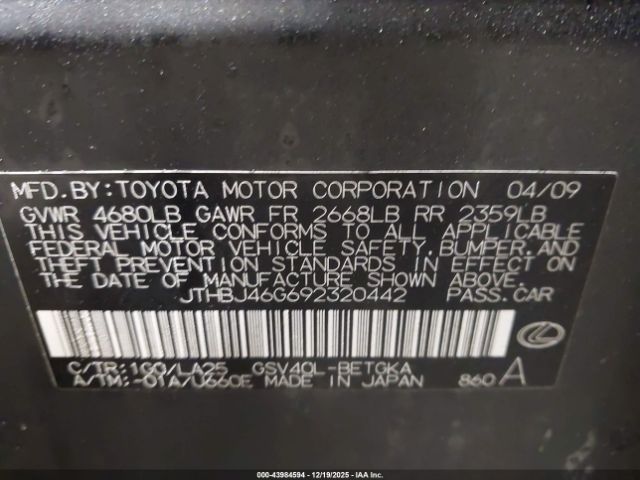 MFD. BY: TOYOTA MOTOR CORPORATION 04/09
GVWR 4680LB GAWR FR 2668LB RR 2359LB
THIS VEHICLE CONFORMS TO ALL APPLICABLE
FEDERAL MOTOR VEHICLE SAFETY, BUMPER, AND
THEFT PREVENTION STANDARDS IN EFFECT ON
THE DATE OF MANUFACTURE SHOWN ABOVE.
JTHBJ46G692320442 PASS. CAR
C/TR: 1G0/LA25 GSV40L-BETGKA
A/TM: -01A/U660E MADE IN JAPAN 860 A
000-43984594 | 12/19/2025 | IAA Inc.